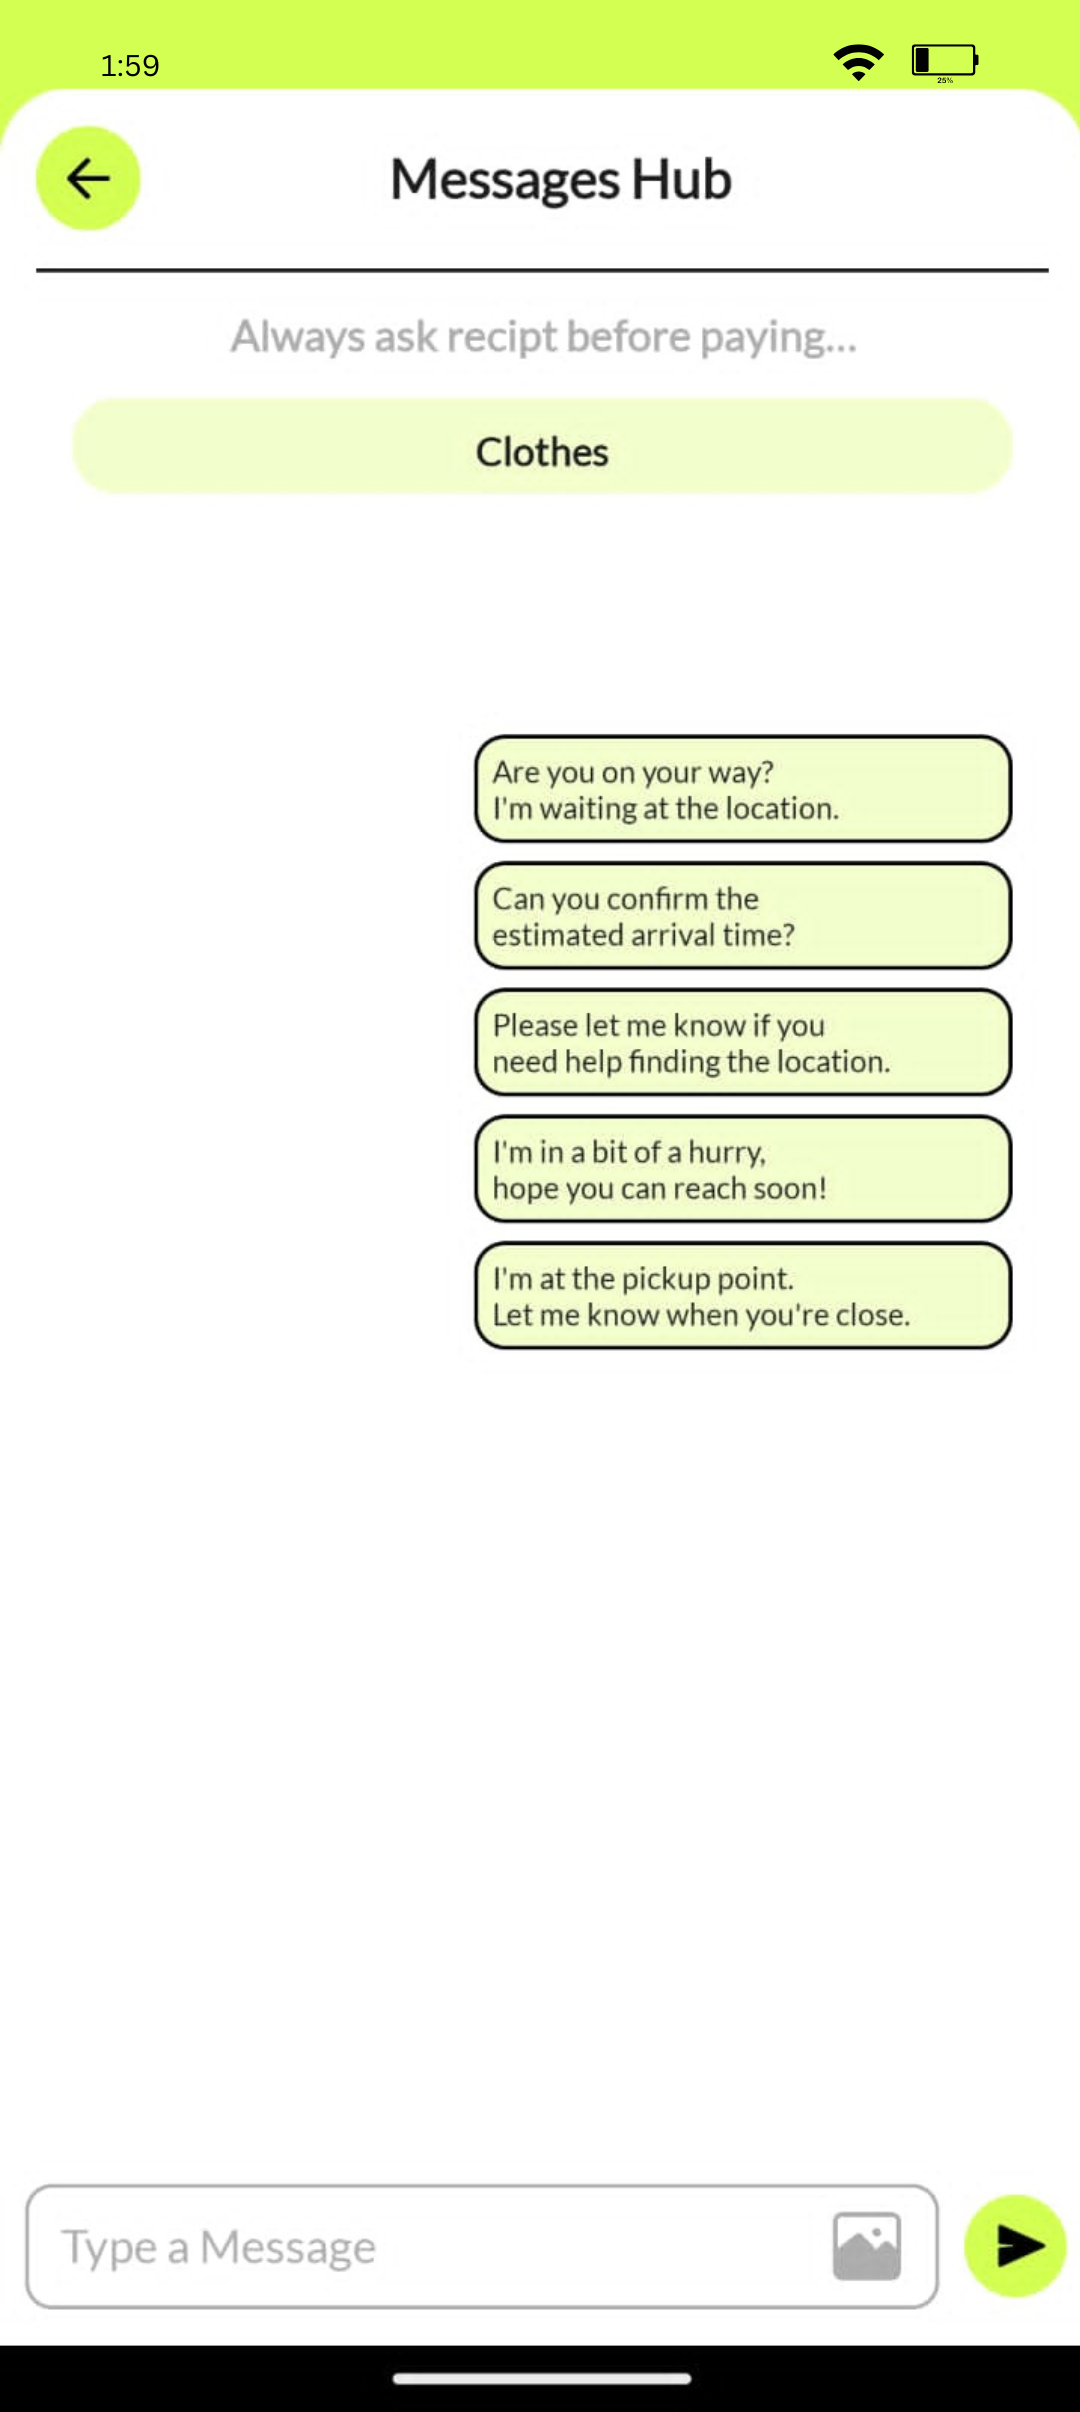 1:59
25%
Messages Hub
Always ask recipt before paying...
Clothes
Are you on your way?
I'm waiting at the location.
Can you confirm the
estimated arrival time?
Please let me know if you
need help finding the location.
I'm in a bit of a hurry,
hope you can reach soon!
I'm at the pickup point.
Let me know when you're close.
Type a Message